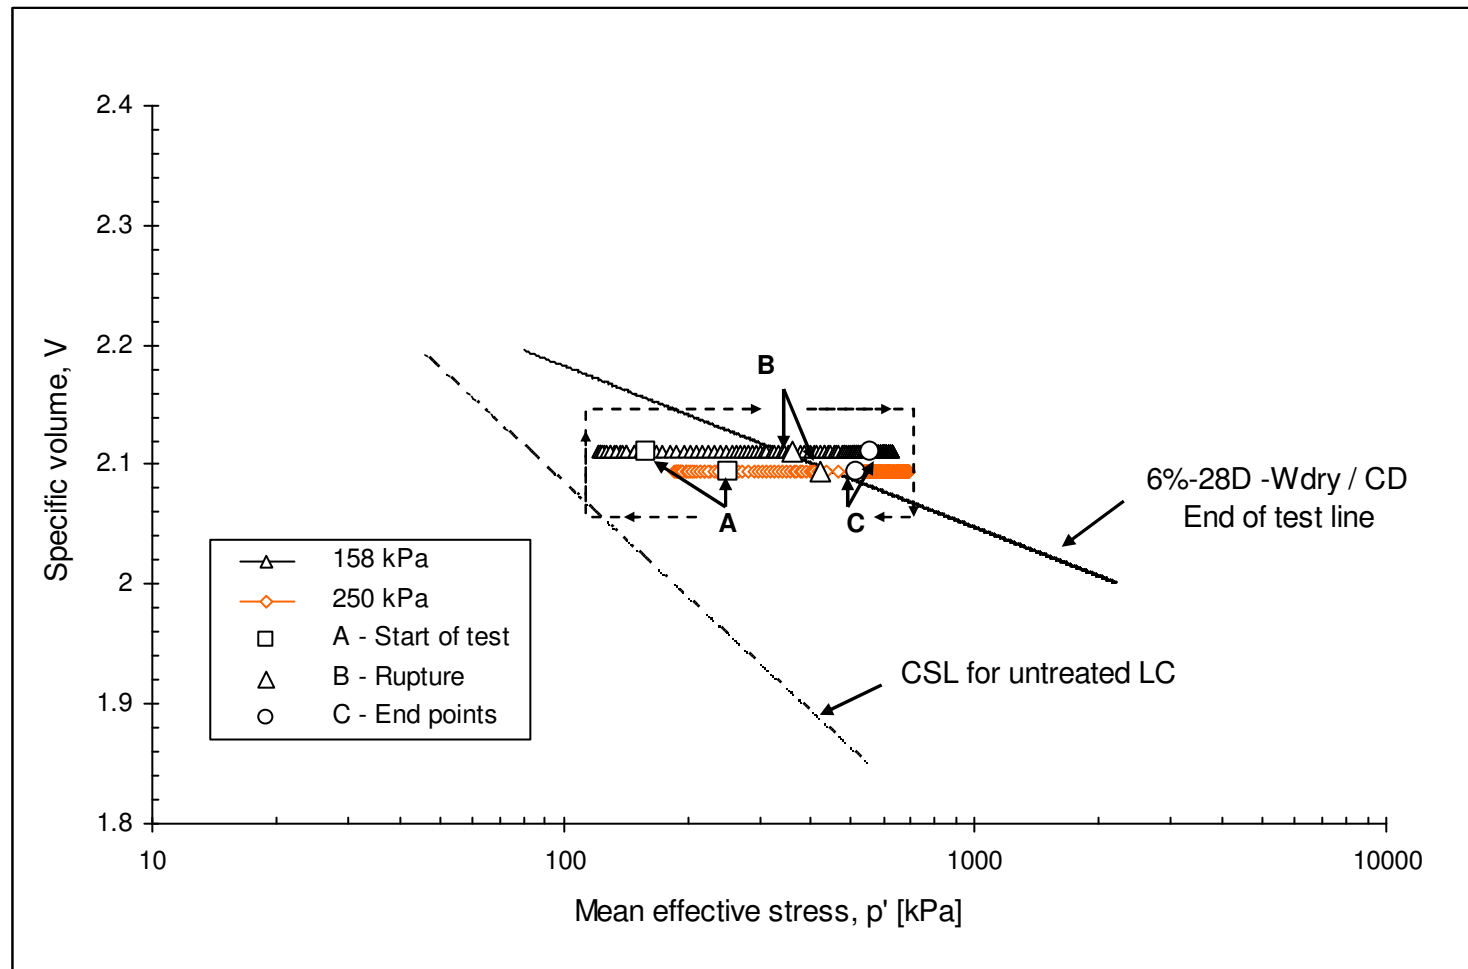 2.4
2.3
2.2
2.1
2
1.9
1.8
10
100
1000
10000
Specific volume, V
Mean effective stress, p' [kPa]
B
A
C
6%-28D -Wdry / CD
End of test line
CSL for untreated LC
158 kPa
250 kPa
A - Start of test
B - Rupture
C - End points